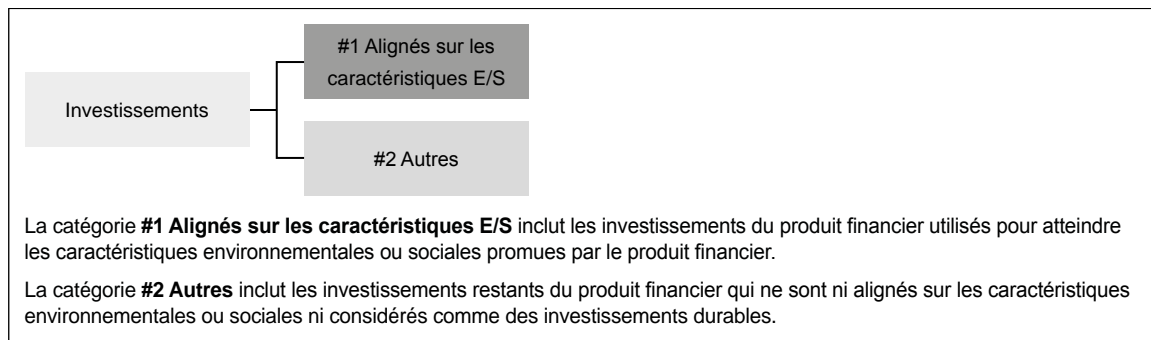 #1 Alignés sur les
caractéristiques E/S
Investissements
#2 Autres
La catégorie #1 Alignés sur les caractéristiques E/S inclut les investissements du produit financier utilisés pour atteindre
les caractéristiques environnementales ou sociales promues par le produit financier.
La catégorie #2 Autres inclut les investissements restants du produit financier qui ne sont ni alignés sur les caractéristiques
environnementales ou sociales ni considérés comme des investissements durables.